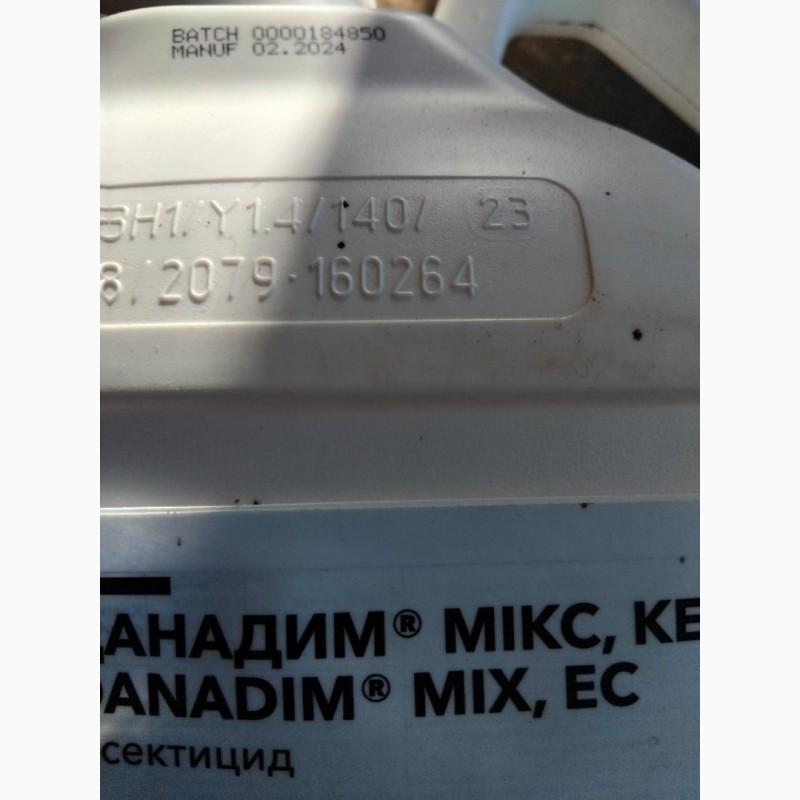 BATCH 0000184850
MANUF 02.2024
3H1/Y1.4/140/ 23
8.2079-160264
ДАНАДИМ® МІКС, КЕ
DANADIM® MIX, EC
сектицид